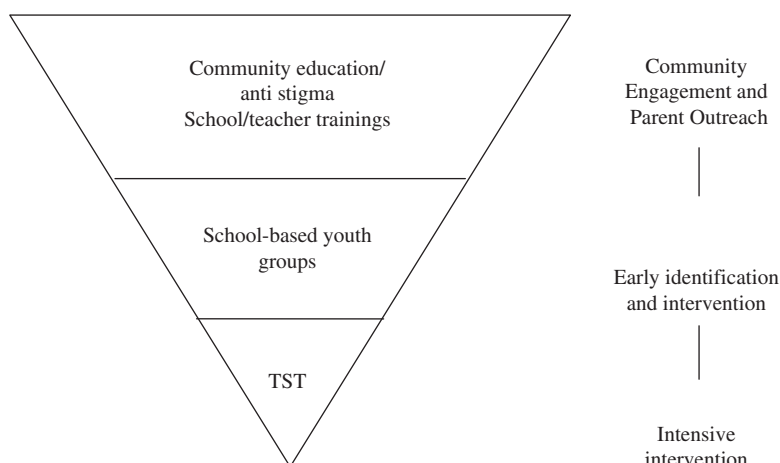 Community education/
anti stigma
School/teacher trainings
School-based youth
groups
TST
Community
Engagement and
Parent Outreach
Early identification
and intervention
Intensive
intervention